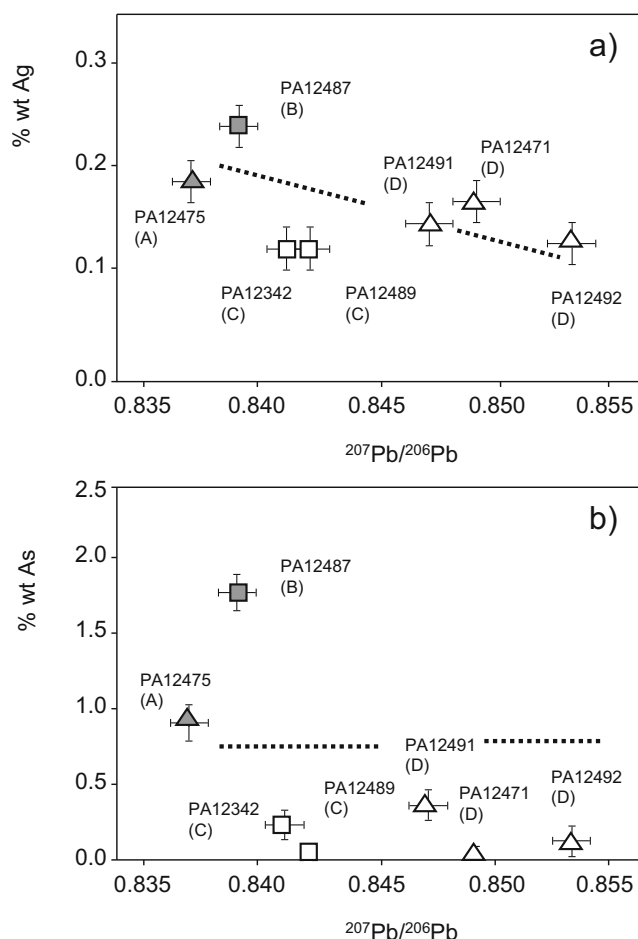 a)
% wt Ag
0.3
0.2
0.1
0.0
PA12487
(B)
PA12475
(A)
PA12342
(C)
PA12489
(C)
PA12491
(D)
PA12471
(D)
PA12492
(D)
0.835
0.840
0.845
0.850
0.855
²⁰⁷Pb/²⁰⁶Pb
b)
% wt As
2.5
2.0
1.5
1.0
0.5
0.0
PA12487
(B)
PA12475
(A)
PA12342
(C)
PA12489
(C)
PA12491
(D)
PA12471
(D)
PA12492
(D)
0.835
0.840
0.845
0.850
0.855
²⁰⁷Pb/²⁰⁶Pb